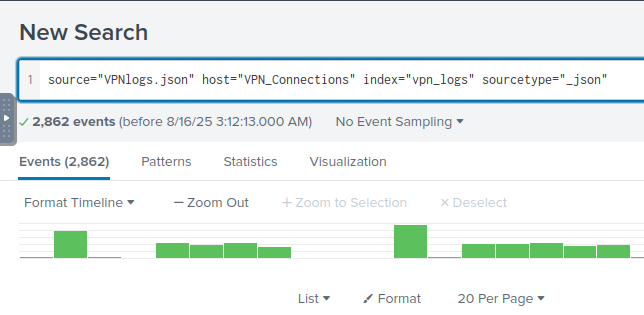 New Search
1 source="VPNlogs.json" host="VPN_Connections" index="vpn_logs" sourcetype="_json"
✓ 2,862 events (before 8/16/25 3:12:13.000 AM) No Event Sampling ▾
Events (2,862) Patterns Statistics Visualization
Format Timeline ▾ — Zoom Out + Zoom to Selection × Deselect
List ▾ Format 20 Per Page ▾